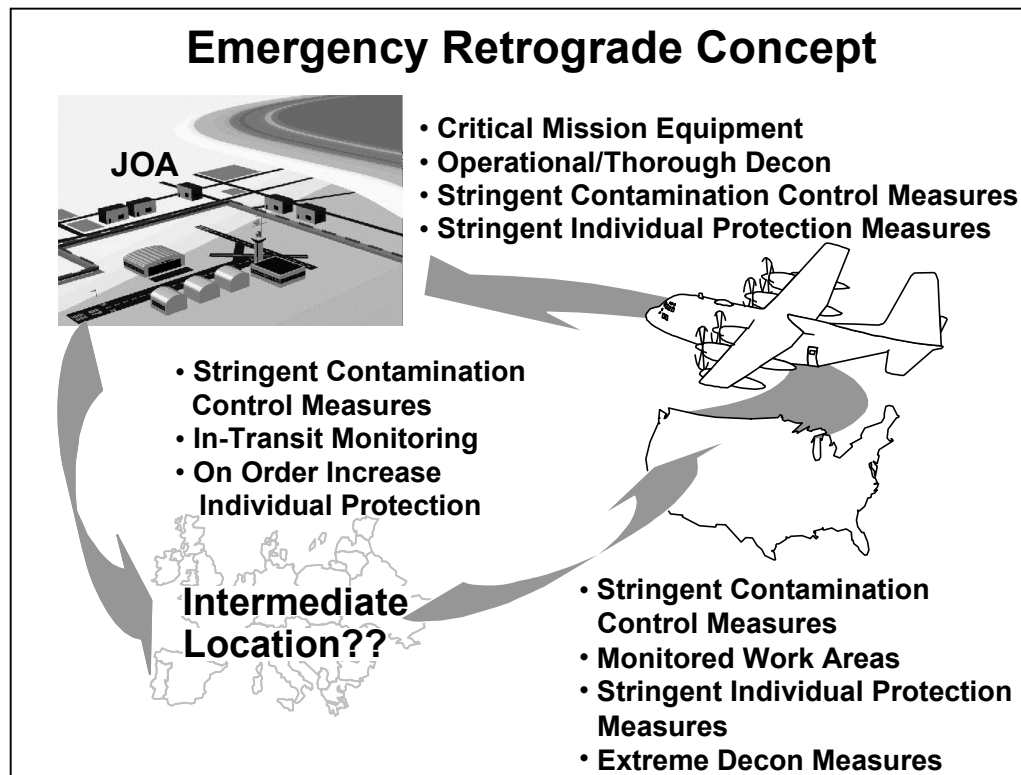 Emergency Retrograde Concept
JOA
• Critical Mission Equipment
• Operational/Thorough Decon
• Stringent Contamination Control Measures
• Stringent Individual Protection Measures
• Stringent Contamination
Control Measures
• In-Transit Monitoring
• On Order Increase
Individual Protection
Intermediate
Location??
• Stringent Contamination
Control Measures
• Monitored Work Areas
• Stringent Individual Protection
Measures
• Extreme Decon Measures